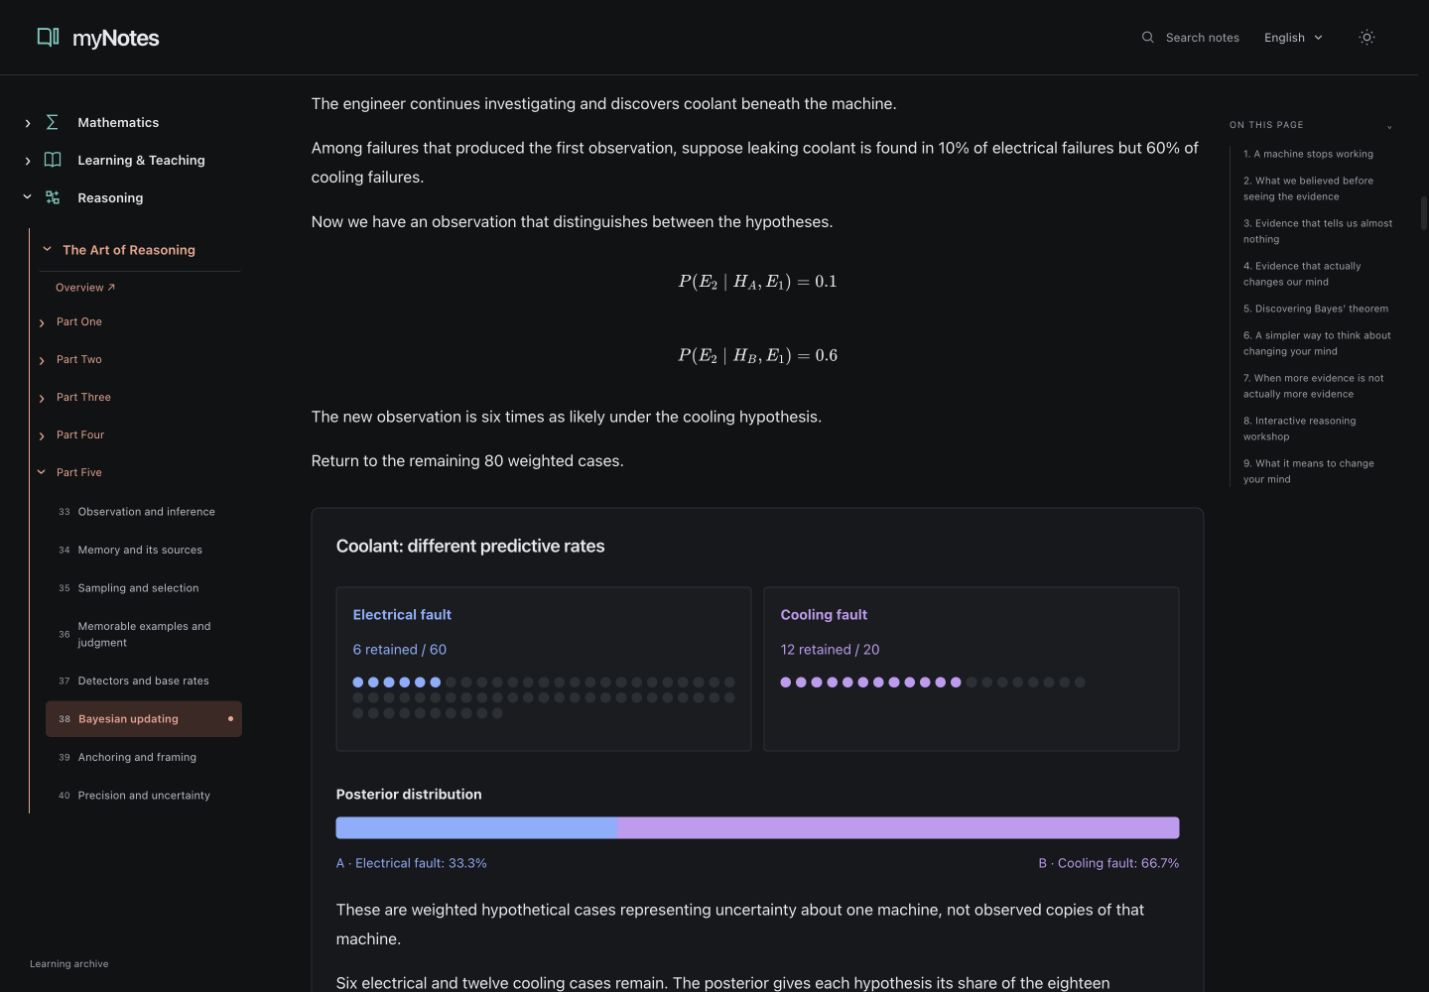 myNotes
Search notes
English
Mathematics
Learning & Teaching
Reasoning
The Art of Reasoning
Overview ↗
Part One
Part Two
Part Three
Part Four
Part Five
33 Observation and inference
34 Memory and its sources
35 Sampling and selection
36 Memorable examples and
judgment
37 Detectors and base rates
38 Bayesian updating
39 Anchoring and framing
40 Precision and uncertainty
Learning archive
The engineer continues investigating and discovers coolant beneath the machine.
Among failures that produced the first observation, suppose leaking coolant is found in 10% of electrical failures but 60% of
cooling failures.
Now we have an observation that distinguishes between the hypotheses.
P(E₂ | H_A, E₁) = 0.1
P(E₂ | H_B, E₁) = 0.6
The new observation is six times as likely under the cooling hypothesis.
Return to the remaining 80 weighted cases.
Coolant: different predictive rates
Electrical fault
6 retained / 60
Cooling fault
12 retained / 20
Posterior distribution
A · Electrical fault: 33.3%
B · Cooling fault: 66.7%
These are weighted hypothetical cases representing uncertainty about one machine, not observed copies of that
machine.
Six electrical and twelve cooling cases remain. The posterior gives each hypothesis its share of the eighteen
ON THIS PAGE
1. A machine stops working
2. What we believed before
seeing the evidence
3. Evidence that tells us almost
nothing
4. Evidence that actually
changes our mind
5. Discovering Bayes' theorem
6. A simpler way to think about
changing your mind
7. When more evidence is not
actually more evidence
8. Interactive reasoning
workshop
9. What it means to change
your mind